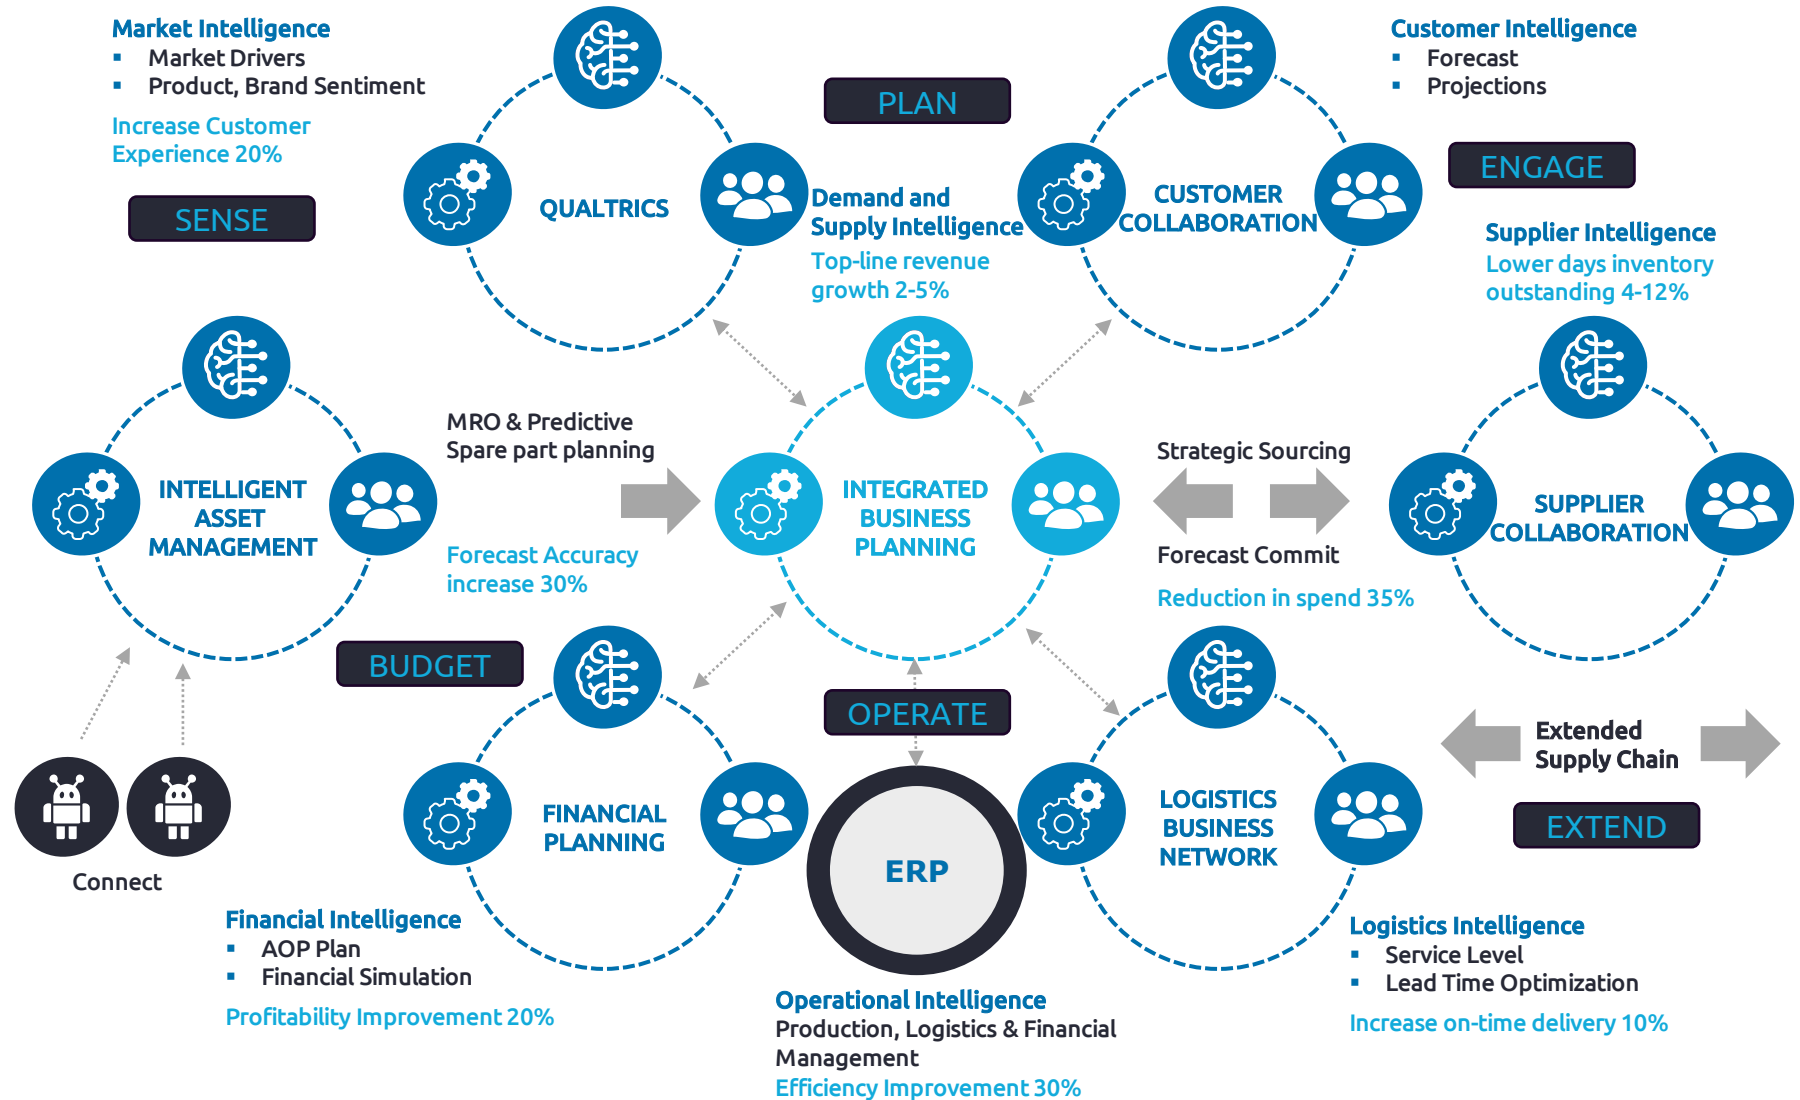 Market Intelligence
▪ Market Drivers
▪ Product, Brand Sentiment
Increase Customer
Experience 20%
SENSE
QUALTRICS
PLAN
Demand and
Supply Intelligence
Top-line revenue
growth 2-5%
CUSTOMER
COLLABORATION
Customer Intelligence
▪ Forecast
▪ Projections
ENGAGE
Supplier Intelligence
Lower days inventory
outstanding 4-12%
INTELLIGENT
ASSET
MANAGEMENT
MRO & Predictive
Spare part planning
Forecast Accuracy
increase 30%
INTEGRATED
BUSINESS
PLANNING
Strategic Sourcing
Forecast Commit
Reduction in spend 35%
SUPPLIER
COLLABORATION
Connect
BUDGET
FINANCIAL
PLANNING
Financial Intelligence
▪ AOP Plan
▪ Financial Simulation
Profitability Improvement 20%
OPERATE
ERP
Operational Intelligence
Production, Logistics & Financial
Management
Efficiency Improvement 30%
LOGISTICS
BUSINESS
NETWORK
Extended
Supply Chain
EXTEND
Logistics Intelligence
▪ Service Level
▪ Lead Time Optimization
Increase on-time delivery 10%